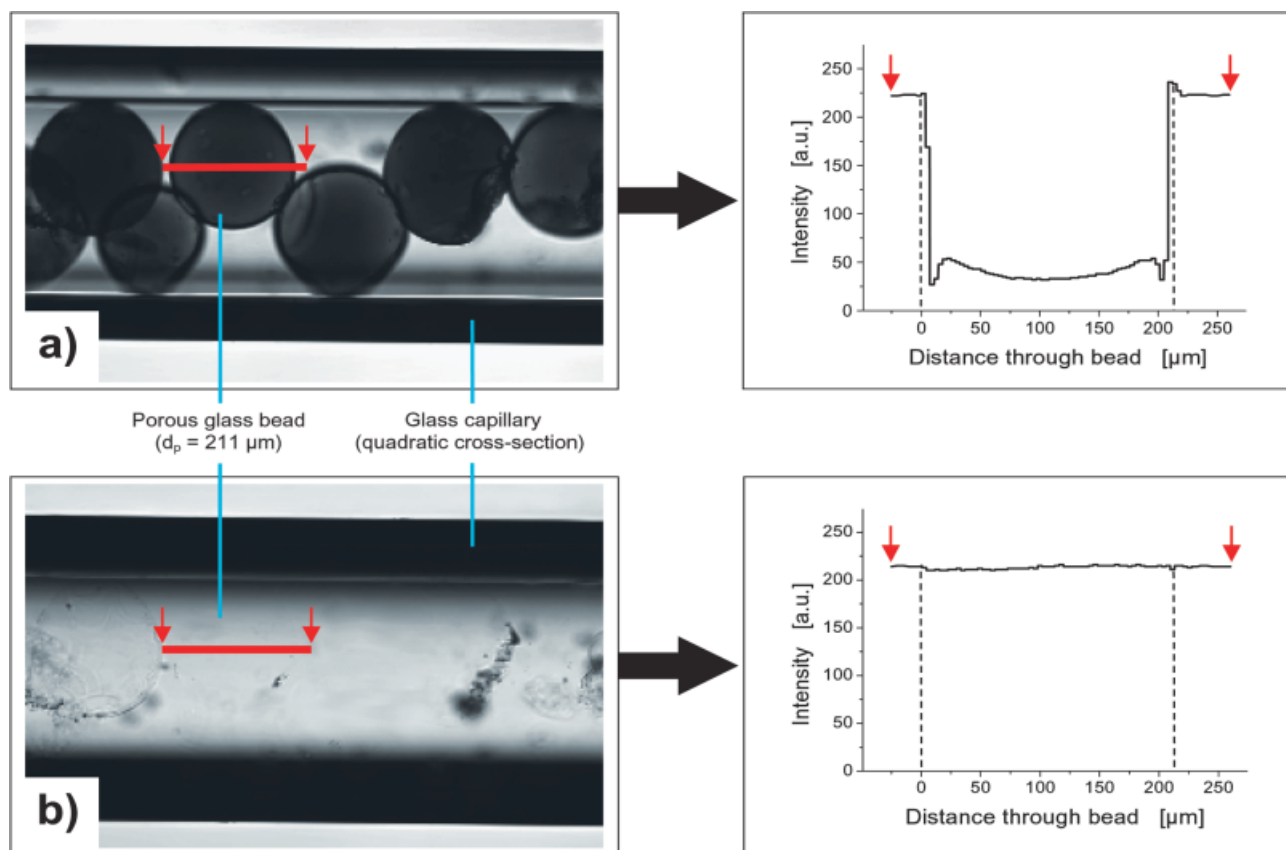 a)
250
200
150
100
50
0
Intensity [a.u.]
0 50 100 150 200 250
Distance through bead [µm]
Porous glass bead
(dₚ = 211 µm)
Glass capillary
(quadratic cross-section)
b)
250
200
150
100
50
0
Intensity [a.u.]
0 50 100 150 200 250
Distance through bead [µm]